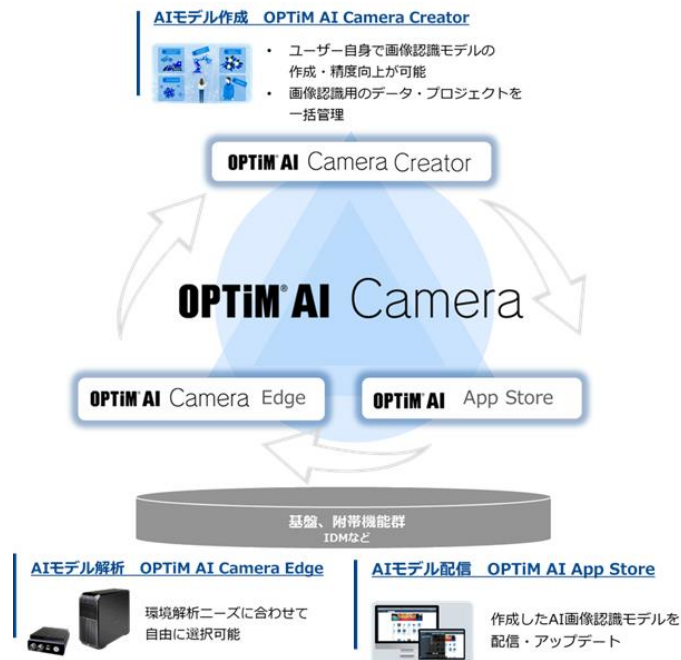 AIモデル作成 OPTiM AI Camera Creator
• ユーザー自身で画像認識モデルの
作成・精度向上が可能
• 画像認識用のデータ・プロジェクトを
一括管理
OPTiM® AI Camera Creator
OPTiM® AI Camera
OPTiM® AI Camera Edge
OPTiM® AI App Store
基盤、附帯機能群
IDMなど
AIモデル解析 OPTiM AI Camera Edge
環境解析ニーズに合わせて
自由に選択可能
AIモデル配信 OPTiM AI App Store
作成したAI画像認識モデルを
配信・アップデート